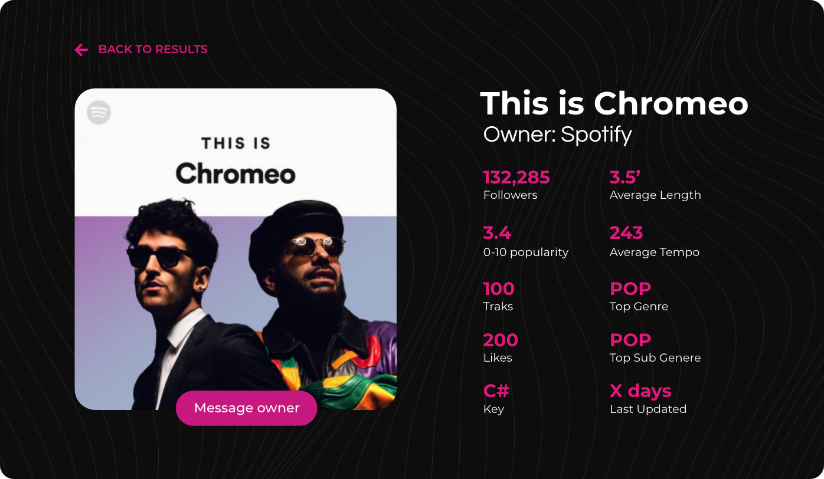 BACK TO RESULTS
THIS IS
Chromeo
Message owner
This is Chromeo
Owner: Spotify
132,285
Followers
3.5’
Average Length
3.4
0-10 popularity
243
Average Tempo
100
Traks
POP
Top Genre
200
Likes
POP
Top Sub Genere
C#
Key
X days
Last Updated